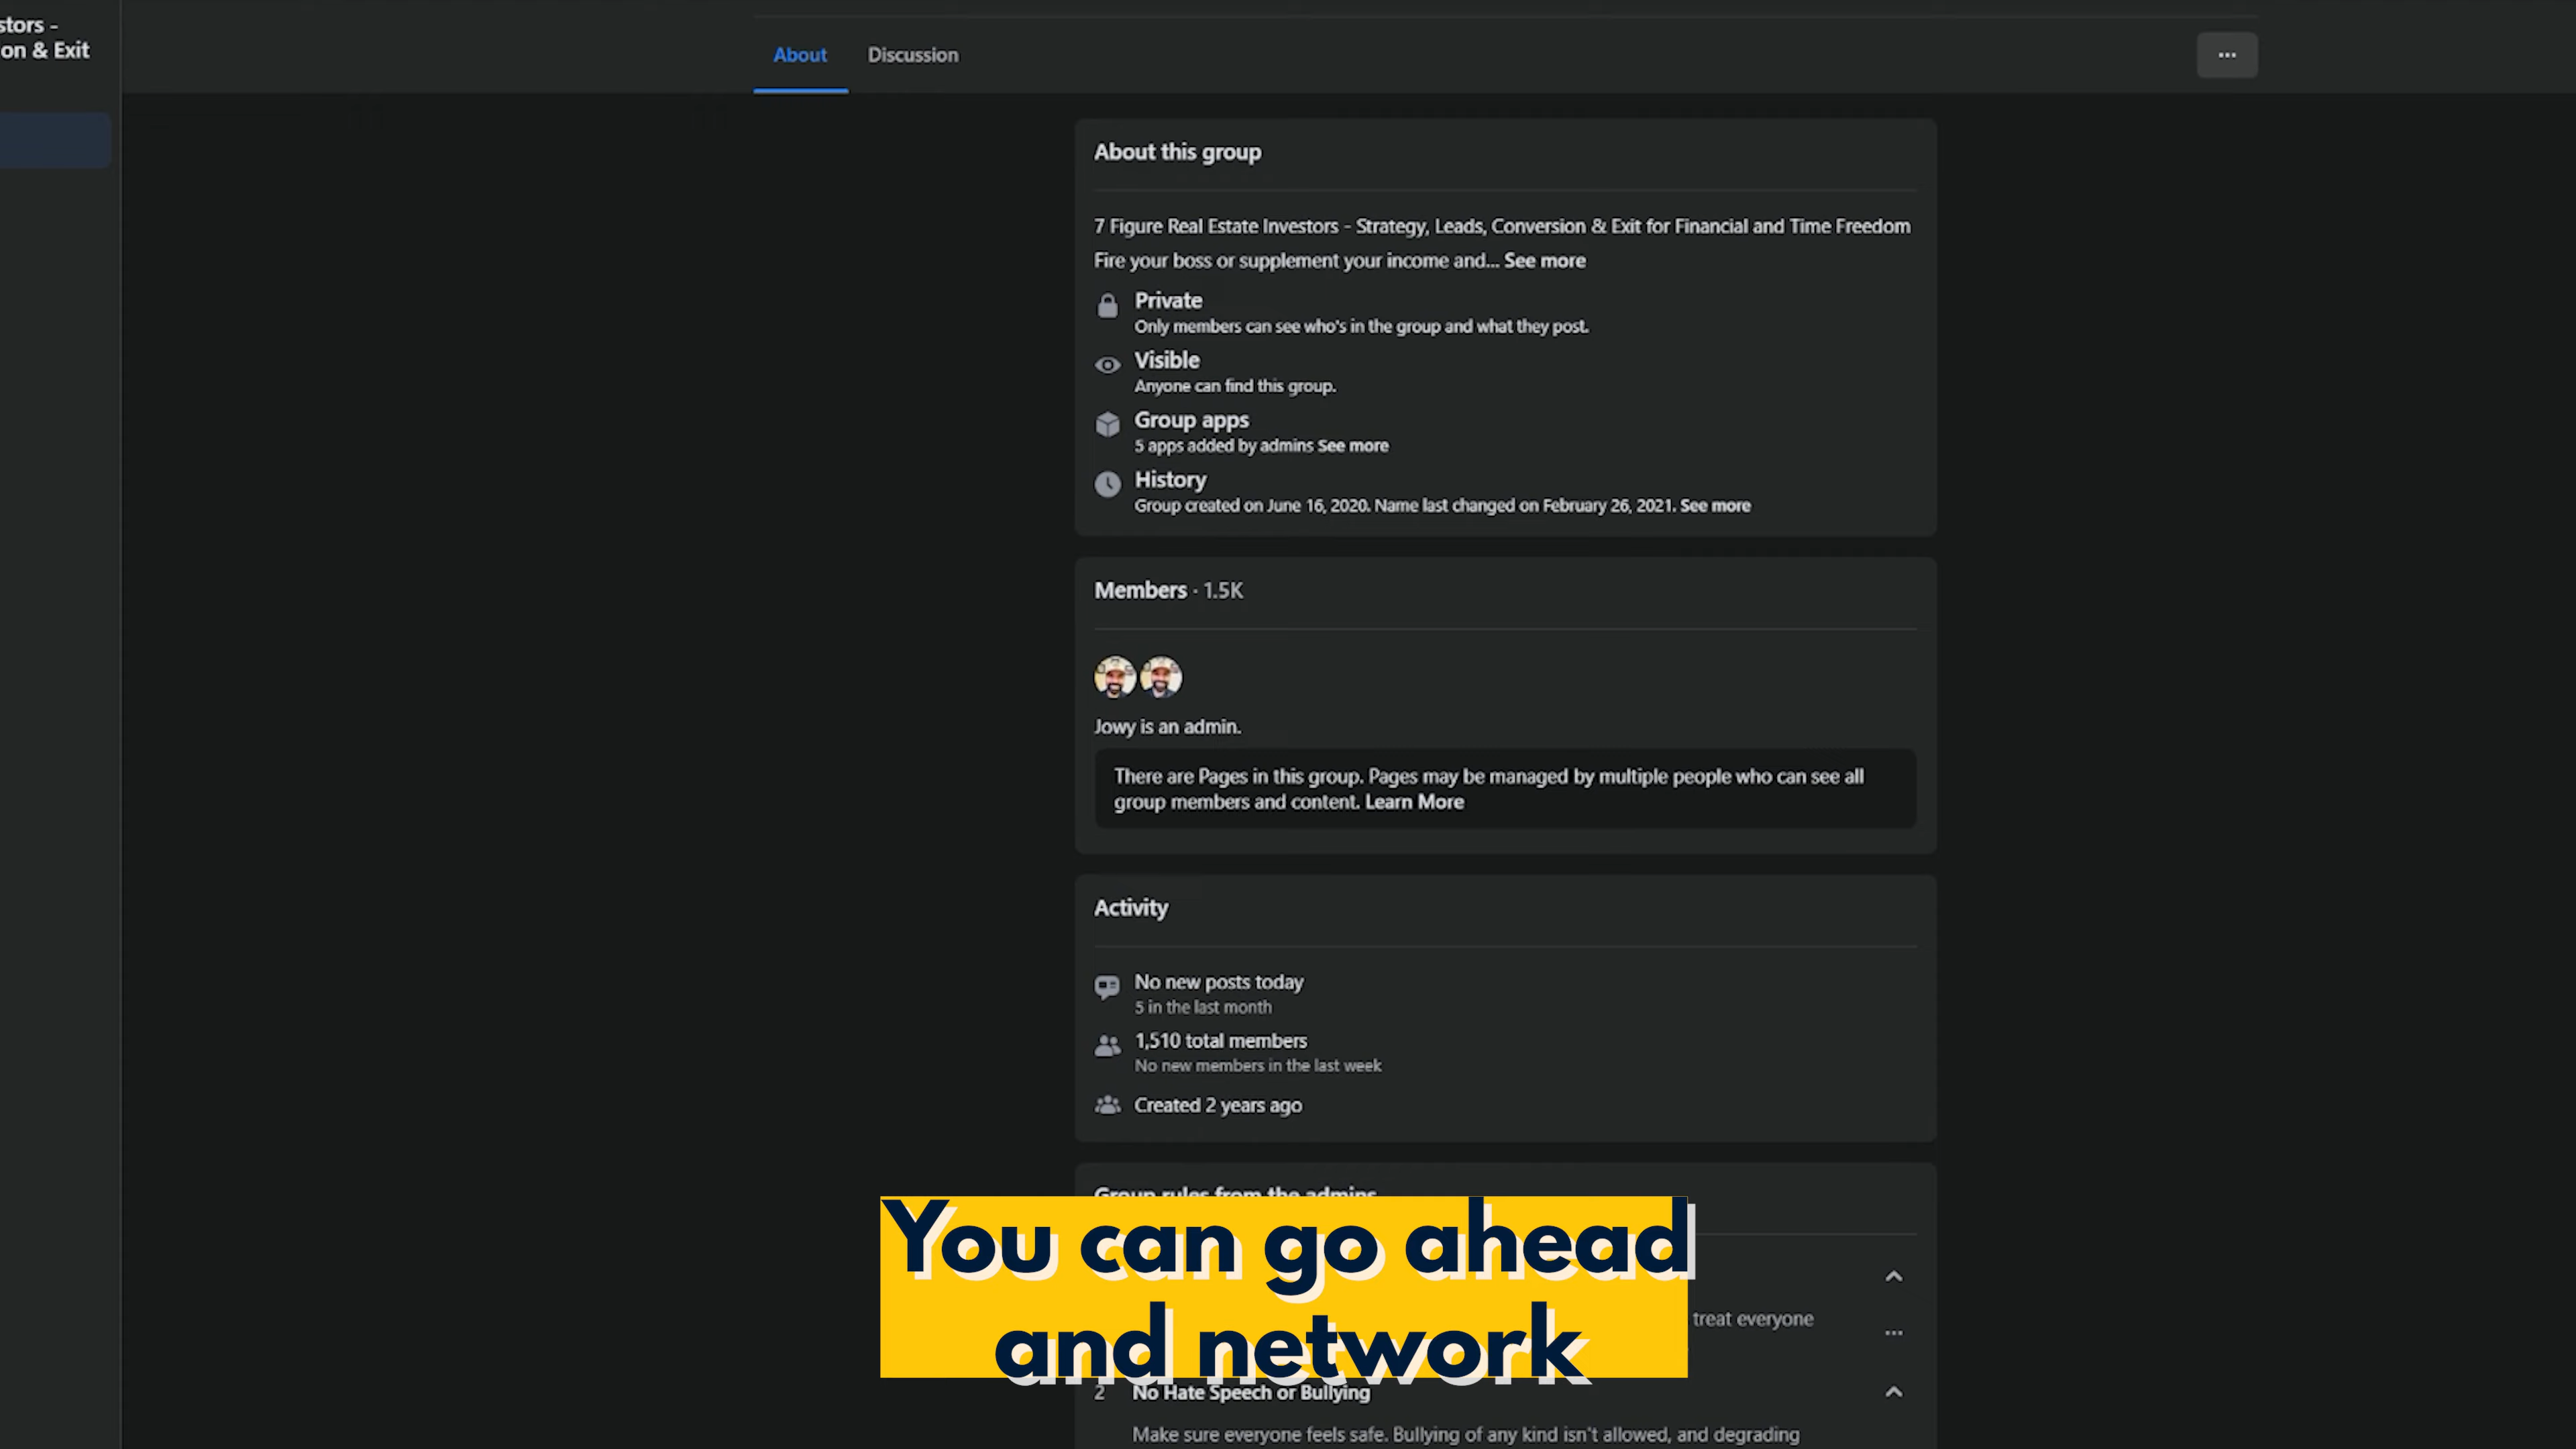 stors -
on & Exit
About
Discussion
About this group
7 Figure Real Estate Investors - Strategy, Leads, Conversion & Exit for Financial and Time Freedom
Fire your boss or supplement your income and... See more
Private
Only members can see who's in the group and what they post.
Visible
Anyone can find this group.
Group apps
5 apps added by admins See more
History
Group created on June 16, 2020. Name last changed on February 26, 2021. See more
Members · 1.5K
Jowy is an admin.
There are Pages in this group. Pages may be managed by multiple people who can see all
group members and content. Learn More
Activity
No new posts today
5 in the last month
1,510 total members
No new members in the last week
Created 2 years ago
Group rules from the admins
You can go ahead
and network
treat everyone
2 No Hate Speech or Bullying
Make sure everyone feels safe. Bullying of any kind isn't allowed, and degrading